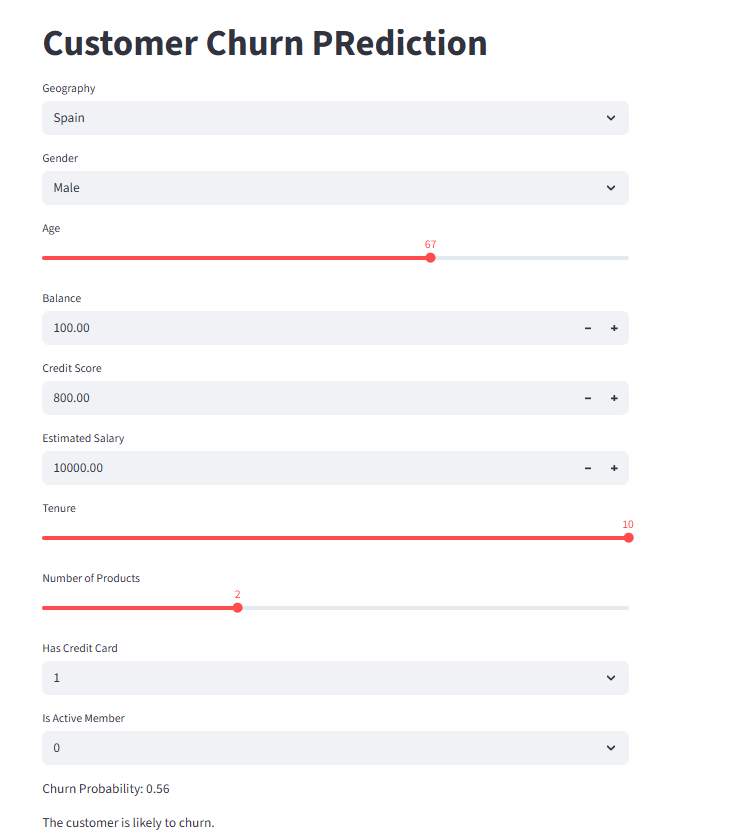 Customer Churn PRediction
Geography
Spain
Gender
Male
Age
67
Balance
100.00
Credit Score
800.00
Estimated Salary
10000.00
Tenure
10
Number of Products
2
Has Credit Card
1
Is Active Member
0
Churn Probability: 0.56
The customer is likely to churn.